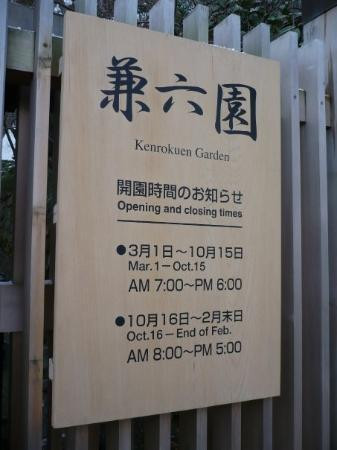 兼六園
Kenrokuen Garden
開園時間のお知らせ
Opening and closing times
●3月1日～10月15日
Mar.1－Oct.15
AM 7:00～PM 6:00
●10月16日～2月末日
Oct.16－End of Feb.
AM 8:00～PM 5:00